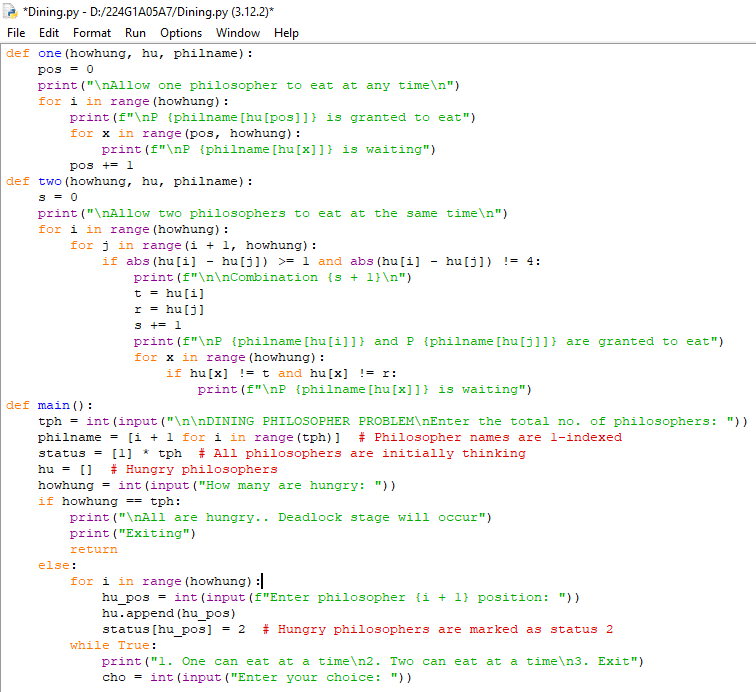 *Dining.py - D:/224G1A05A7/Dining.py (3.12.2)*
File Edit Format Run Options Window Help
def one(howhung, hu, philname):
    pos = 0
    print("\nAllow one philosopher to eat at any time\n")
    for i in range(howhung):
        print(f"\nP {philname[hu[pos]]} is granted to eat")
        for x in range(pos, howhung):
            print(f"\nP {philname[hu[x]]} is waiting")
        pos += 1
def two(howhung, hu, philname):
    s = 0
    print("\nAllow two philosophers to eat at the same time\n")
    for i in range(howhung):
        for j in range(i + 1, howhung):
            if abs(hu[i] - hu[j]) >= 1 and abs(hu[i] - hu[j]) != 4:
                print(f"\n\nCombination {s + 1}\n")
                t = hu[i]
                r = hu[j]
                s += 1
                print(f"\nP {philname[hu[i]]} and P {philname[hu[j]]} are granted to eat")
                for x in range(howhung):
                    if hu[x] != t and hu[x] != r:
                        print(f"\nP {philname[hu[x]]} is waiting")
def main():
    tph = int(input("\n\nDINING PHILOSOPHER PROBLEM\nEnter the total no. of philosophers: "))
    philname = [i + 1 for i in range(tph)]  # Philosopher names are 1-indexed
    status = [1] * tph  # All philosophers are initially thinking
    hu = []  # Hungry philosophers
    howhung = int(input("How many are hungry: "))
    if howhung == tph:
        print("\nAll are hungry.. Deadlock stage will occur")
        print("Exiting")
        return
    else:
        for i in range(howhung):
            hu_pos = int(input(f"Enter philosopher {i + 1} position: "))
            hu.append(hu_pos)
            status[hu_pos] = 2  # Hungry philosophers are marked as status 2
        while True:
            print("1. One can eat at a time\n2. Two can eat at a time\n3. Exit")
            cho = int(input("Enter your choice: "))